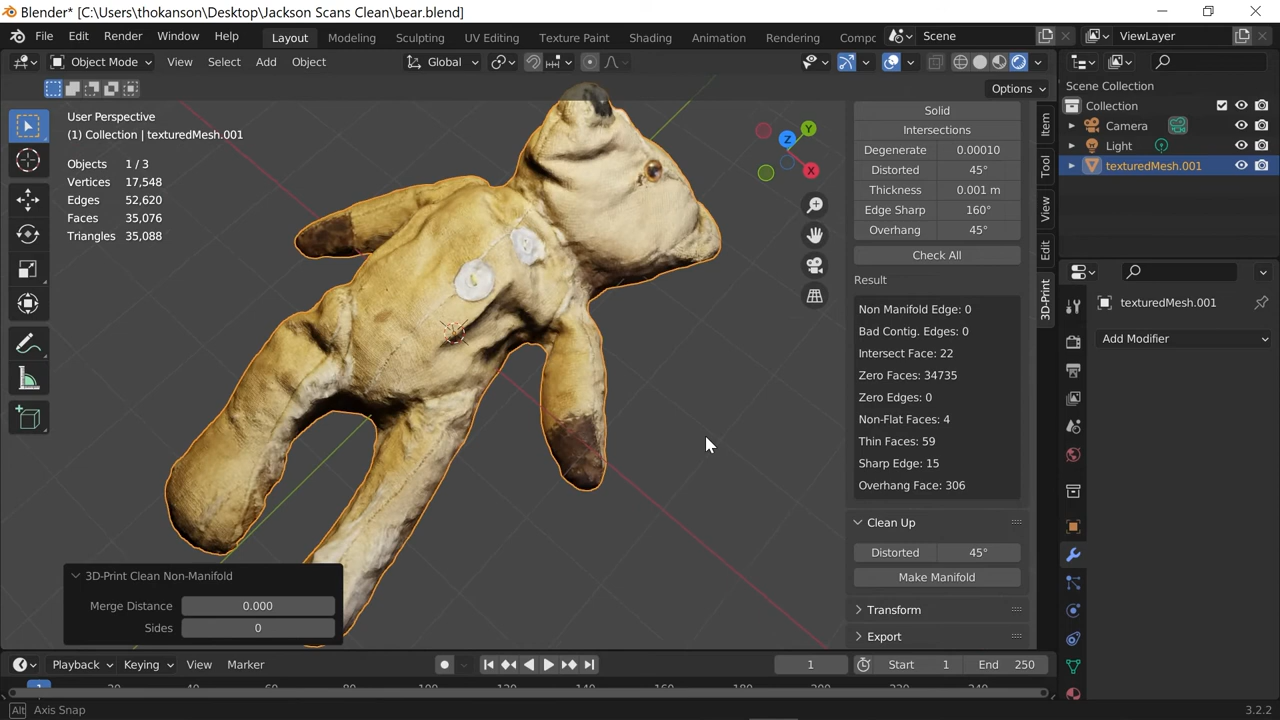 Blender* [C:\Users\thokanson\Desktop\Jackson Scans Clean\bear.blend]
File Edit Render Window Help Layout Modeling Sculpting UV Editing Texture Paint Shading Animation Rendering Compc Scene ViewLayer
Object Mode View Select Add Object Global
Options
User Perspective
(1) Collection | texturedMesh.001
Objects 1 / 3
Vertices 17,548
Edges 52,620
Faces 35,076
Triangles 35,088
Z
Y
X
Solid
Intersections
Degenerate 0.00010
Distorted 45°
Thickness 0.001 m
Edge Sharp 160°
Overhang 45°
Check All
Result
Non Manifold Edge: 0
Bad Contig. Edges: 0
Intersect Face: 22
Zero Faces: 34735
Zero Edges: 0
Non-Flat Faces: 4
Thin Faces: 59
Sharp Edge: 15
Overhang Face: 306
Clean Up
Distorted 45°
Make Manifold
Transform
Export
Item
Tool
View
Edit
3D-Print
Scene Collection
Collection
Camera
Light
texturedMesh.001
texturedMesh.001
Add Modifier
3D-Print Clean Non-Manifold
Merge Distance 0.000
Sides 0
Playback Keying View Marker 1 Start 1 End 250
1
Alt Axis Snap
3.2.2